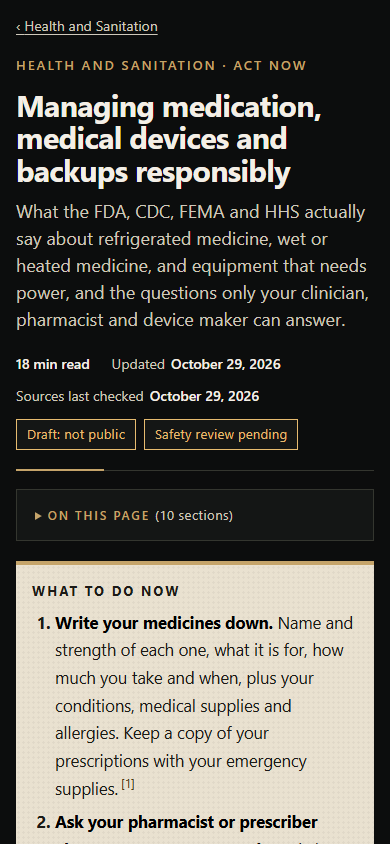 ‹ Health and Sanitation
HEALTH AND SANITATION · ACT NOW
Managing medication,
medical devices and
backups responsibly
What the FDA, CDC, FEMA and HHS actually
say about refrigerated medicine, wet or
heated medicine, and equipment that needs
power, and the questions only your clinician,
pharmacist and device maker can answer.
18 min read Updated October 29, 2026
Sources last checked October 29, 2026
Draft: not public Safety review pending
▸ ON THIS PAGE (10 sections)
WHAT TO DO NOW
1. Write your medicines down. Name and
strength of each one, what it is for, how
much you take and when, plus your
conditions, medical supplies and
allergies. Keep a copy of your
prescriptions with your emergency
supplies. [1]
2. Ask your pharmacist or prescriber